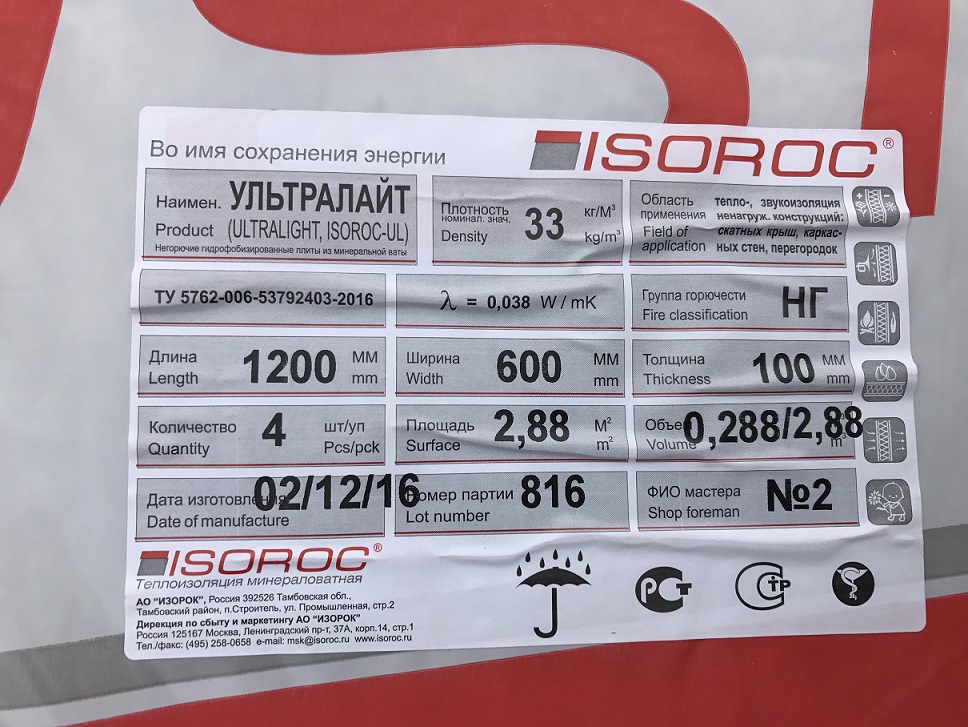 Во имя сохранения энергии
ISOROC®
Наимен. УЛЬТРАЛАЙТ
Product (ULTRALIGHT, ISOROC-UL)
Негорючие гидрофобизированные плиты из минеральной ваты
Плотность
номинал. знач.
Density
33
кг/м³
kg/m³
Область
применения
Field of
application
тепло-, звукоизоляция
ненагруж. конструкций:
скатных крыш, каркас-
ных стен, перегородок
ТУ 5762-006-53792403-2016
λ = 0,038 W / mK
Группа горючести
Fire classification
НГ
Длина
Length
1200
мм
mm
Ширина
Width
600
мм
mm
Толщина
Thickness
100
мм
mm
Количество
Quantity
4
шт/уп
Pcs/pck
Площадь
Surface
2,88
м²
m²
Объе
Volume
0,288/2,88
m³
Дата изготовления
Date of manufacture
02/12/16
Номер партии
Lot number
816
ФИО мастера
Shop foreman
№2
ISOROC®
Теплоизоляция минераловатная
АО "ИЗОРОК", Россия 392526 Тамбовская обл.,
Тамбовский район, п.Строитель, ул. Промышленная, стр.2
Дирекция по сбыту и маркетингу АО "ИЗОРОК"
Россия 125167 Москва, Ленинградский пр-т, 37А, корп.14, стр.1
Тел./факс: (495) 258-0658 e-mail: msk@isoroc.ru www.isoroc.ru
РСТ
ССТР